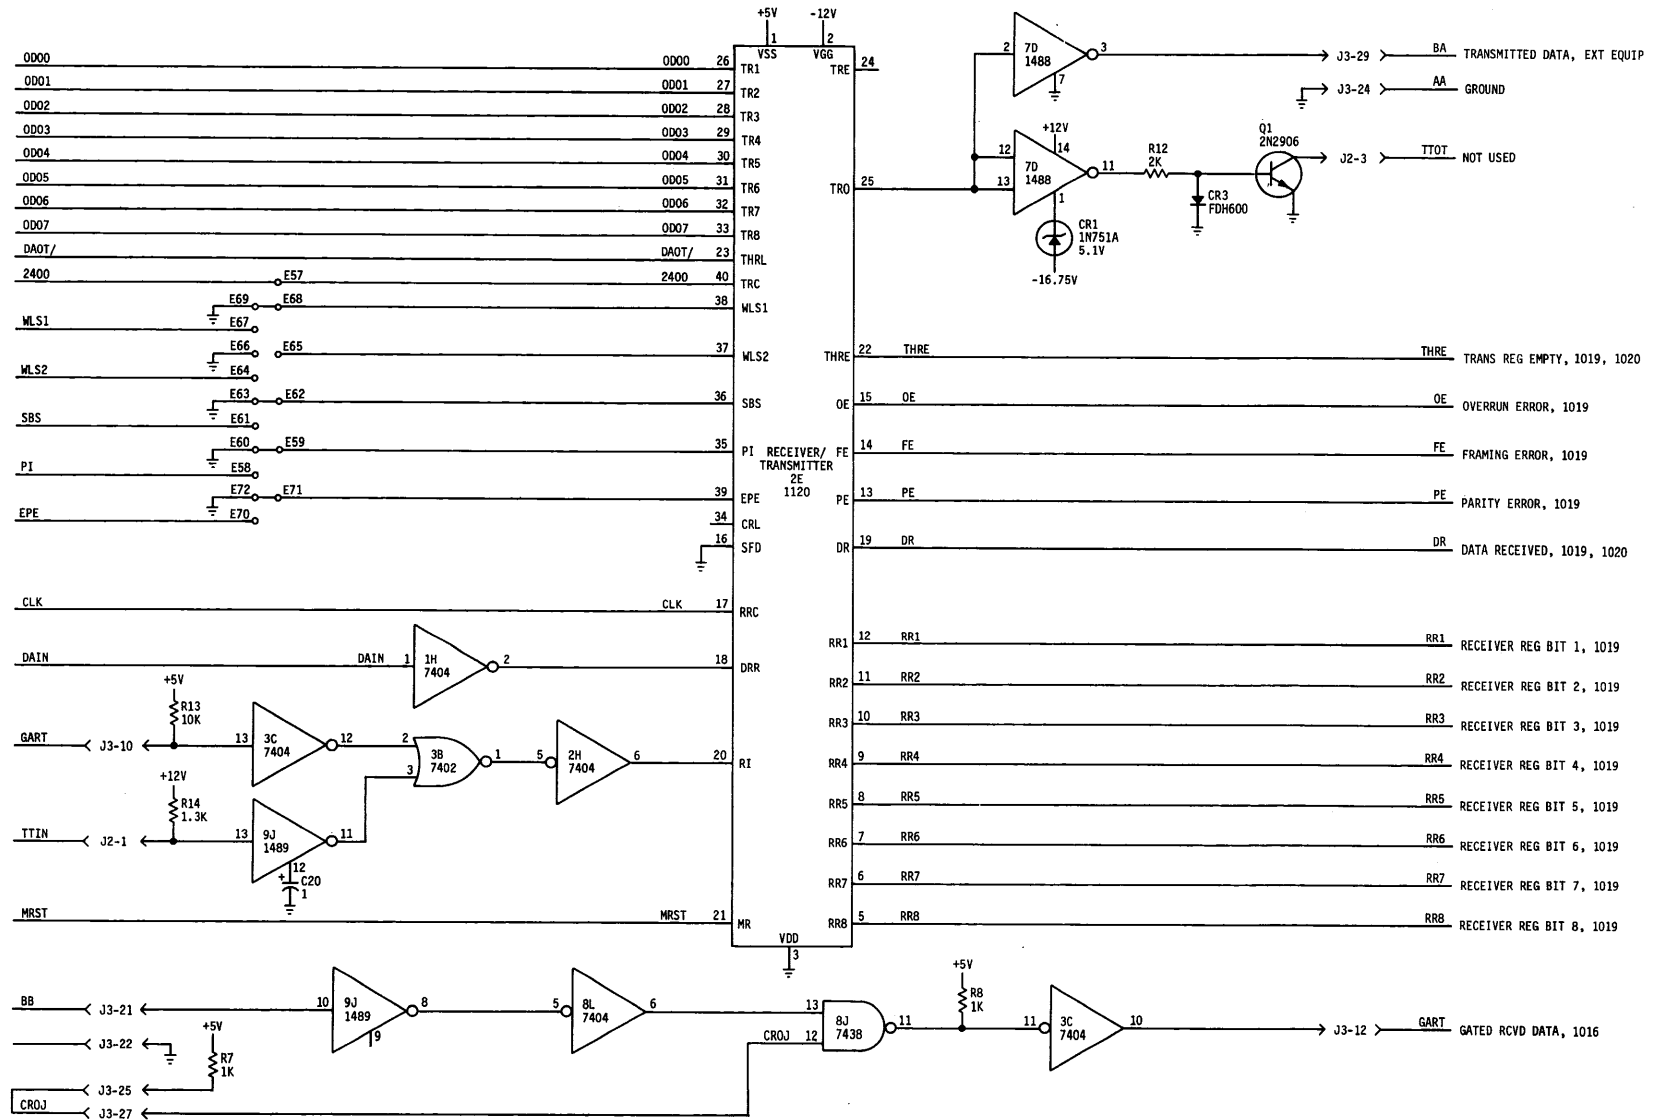 +5V -12V
1 2
VSS VGG
OD00 OD00 26 TR1
OD01 OD01 27 TR2
OD02 OD02 28 TR3
OD03 OD03 29 TR4
OD04 OD04 30 TR5
OD05 OD05 31 TR6
OD06 OD06 32 TR7
OD07 OD07 33 TR8
DAOT/ DAOT/ 23 THRL
2400 E57 2400 40 TRC
E69 E68 38 WLS1
WLS1 E67
E66 E65 37 WLS2
WLS2 E64
E63 E62 36 SBS
SBS E61
E60 E59 35 PI
PI E58
E72 E71 39 EPE
EPE E70
34 CRL
16 SFD
CLK CLK 17 RRC
DAIN DAIN 1 1H 7404 2 18 DRR
+5V
R13
10K
GART J3-10 13 3C 7404 12
2 3 3B 7402 1
5 2H 7404 6 20 RI
+12V
R14
1.3K
TTIN J2-1 13 9J 1489 11
12
+ C20
1
MRST MRST 21 MR
RECEIVER/
TRANSMITTER
2E
1120
VDD
3
TRE 24
TRO 25
2 7D 1488 3
7
J3-29 BA TRANSMITTED DATA, EXT EQUIP
J3-24 AA GROUND
+12V
14
12 13 7D 1488 11
1
CR1
1N751A
5.1V
-16.75V
R12
2K
CR3
FDH600
Q1
2N2906
J2-3 TTOT NOT USED
THRE 22 THRE THRE TRANS REG EMPTY, 1019, 1020
OE 15 OE OE OVERRUN ERROR, 1019
FE 14 FE FE FRAMING ERROR, 1019
PE 13 PE PE PARITY ERROR, 1019
DR 19 DR DR DATA RECEIVED, 1019, 1020
RR1 12 RR1 RR1 RECEIVER REG BIT 1, 1019
RR2 11 RR2 RR2 RECEIVER REG BIT 2, 1019
RR3 10 RR3 RR3 RECEIVER REG BIT 3, 1019
RR4 9 RR4 RR4 RECEIVER REG BIT 4, 1019
RR5 8 RR5 RR5 RECEIVER REG BIT 5, 1019
RR6 7 RR6 RR6 RECEIVER REG BIT 6, 1019
RR7 6 RR7 RR7 RECEIVER REG BIT 7, 1019
RR8 5 RR8 RR8 RECEIVER REG BIT 8, 1019
BB J3-21 10 9J 1489 8
9
5 8L 7404 6
13 8J 7438 11
CROJ 12
+5V
R8
1K
11 3C 7404 10
J3-12 GART GATED RCVD DATA, 1016
J3-22
+5V
R7
1K
J3-25
CROJ J3-27